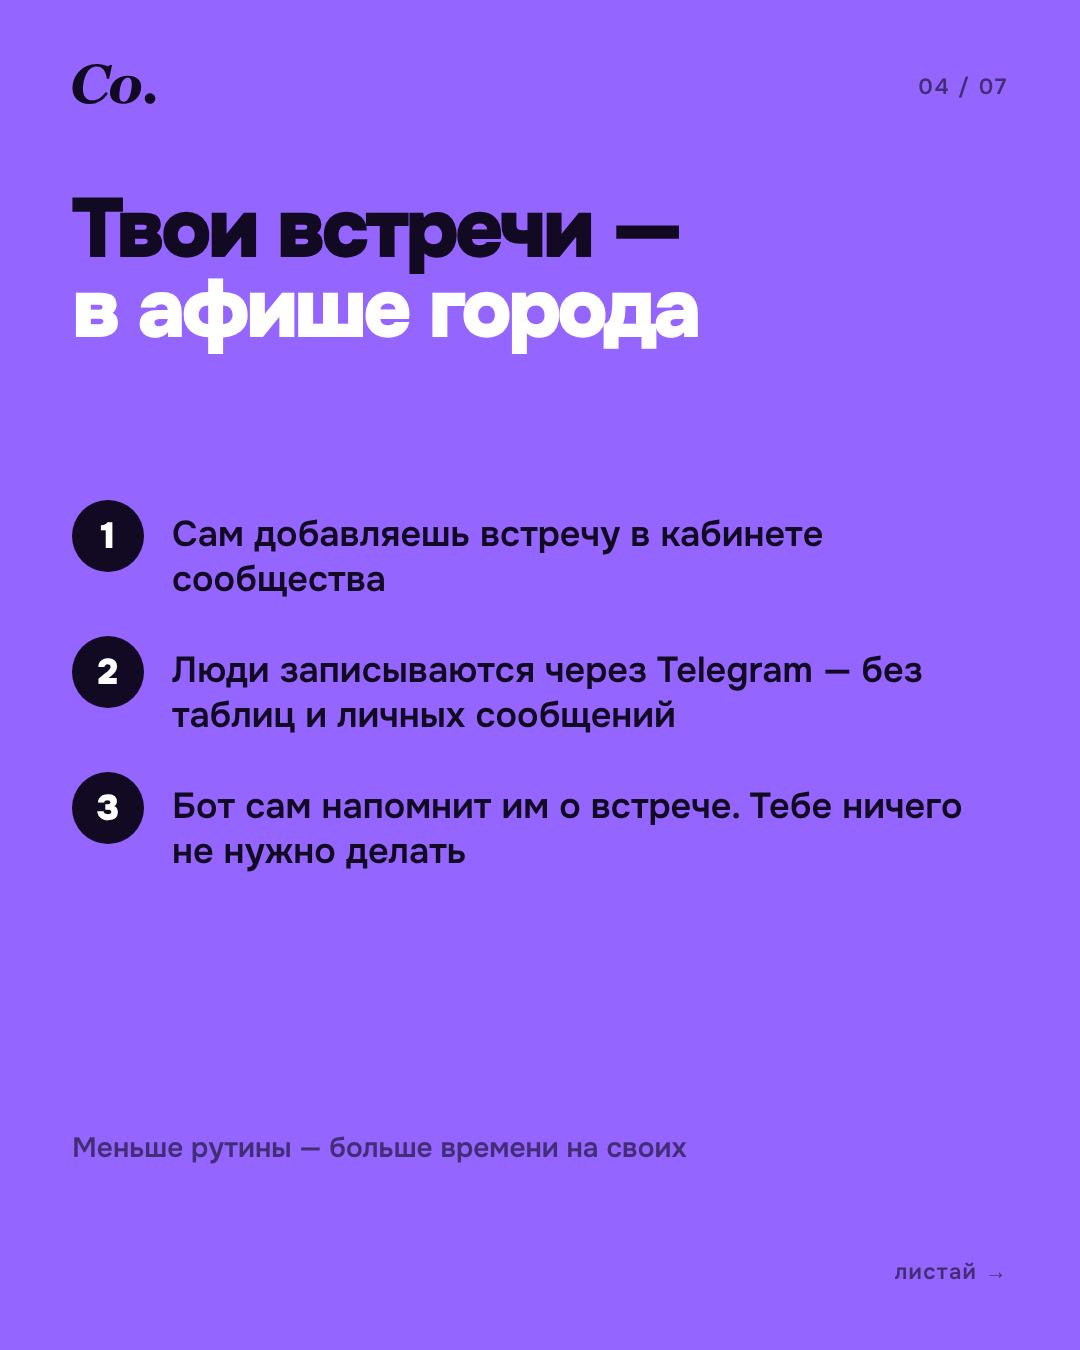 Co.
04 / 07
Твои встречи —
в афише города
1
Сам добавляешь встречу в кабинете
сообщества
2
Люди записываются через Telegram — без
таблиц и личных сообщений
3
Бот сам напомнит им о встрече. Тебе ничего
не нужно делать
Меньше рутины — больше времени на своих
листай →